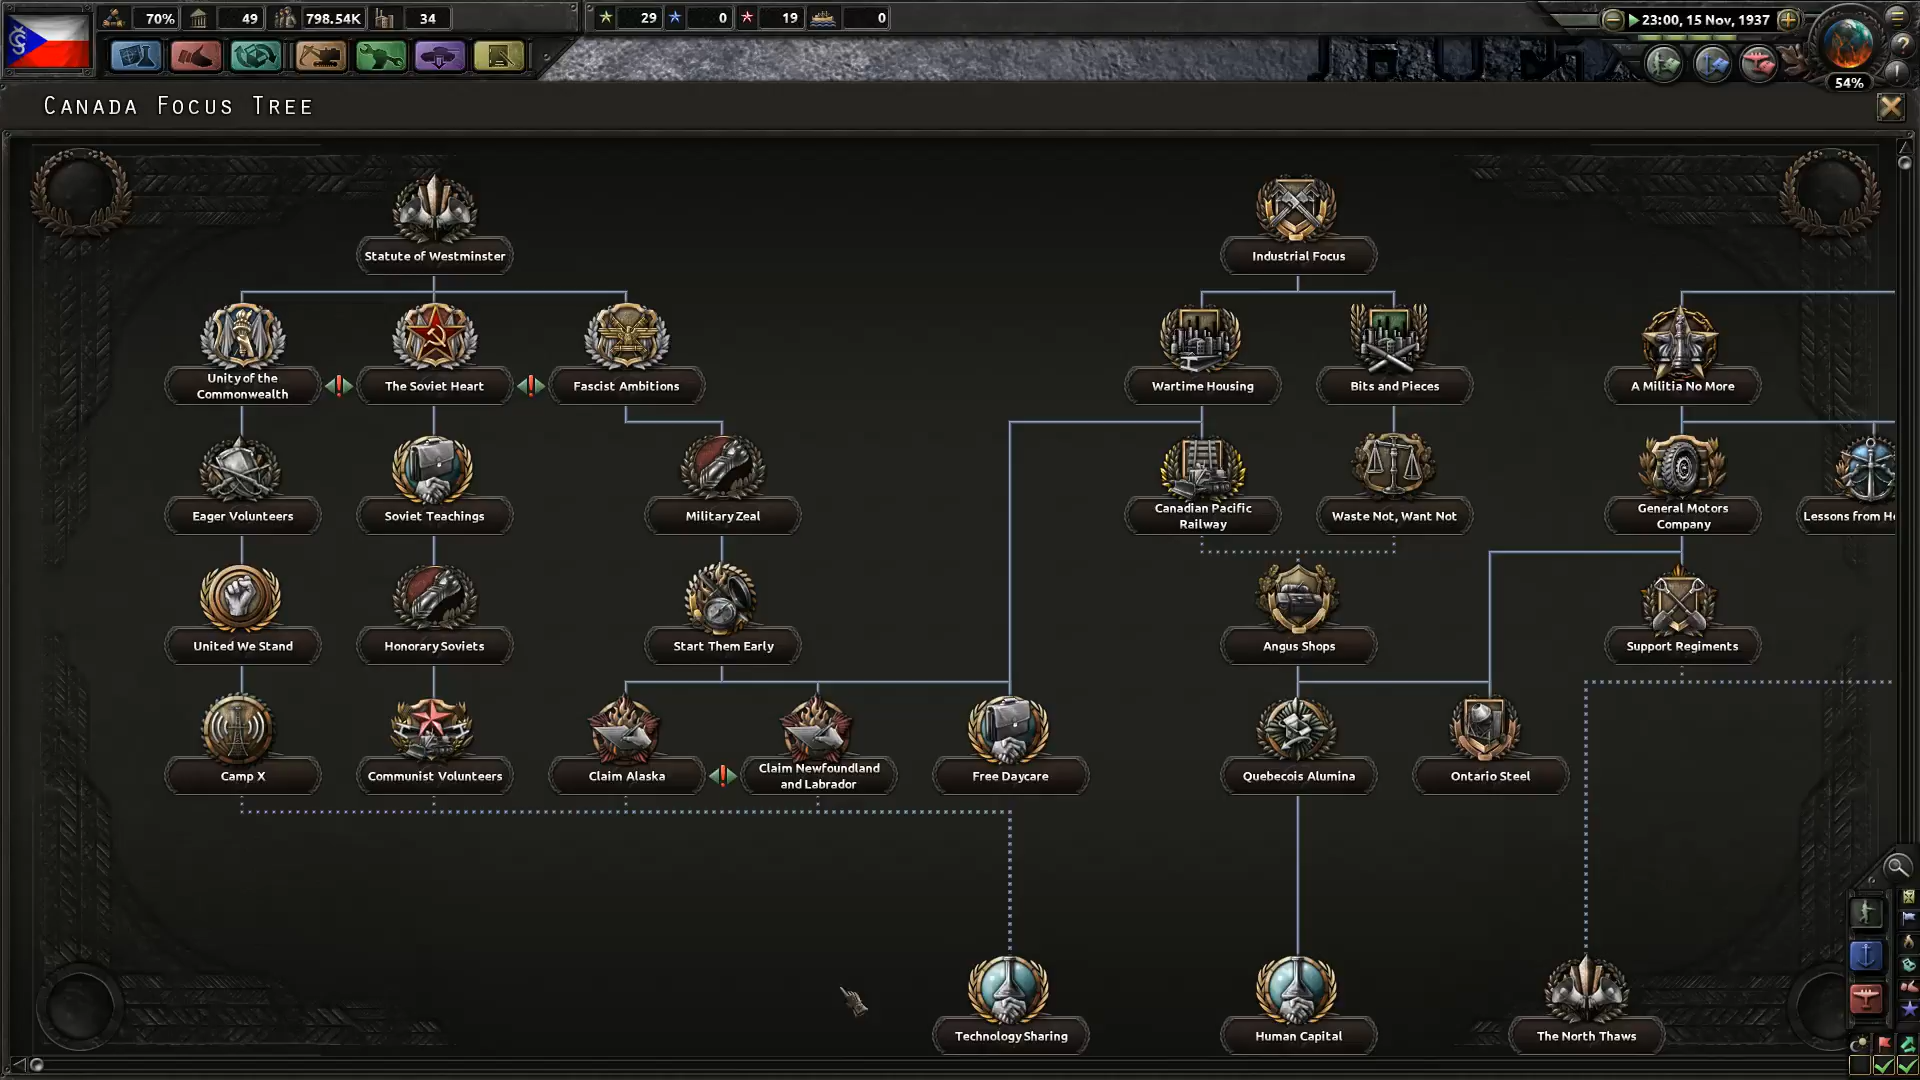 70%
49
798.54K
34
29
0
19
0
23:00, 15 Nov, 1937
54%
Canada Focus Tree
Statute of Westminster
Industrial Focus
Unity of the
Commonwealth
The Soviet Heart
Fascist Ambitions
Wartime Housing
Bits and Pieces
A Militia No More
Eager Volunteers
Soviet Teachings
Military Zeal
Canadian Pacific
Railway
Waste Not, Want Not
General Motors
Company
Lessons from He
United We Stand
Honorary Soviets
Start Them Early
Angus Shops
Support Regiments
Camp X
Communist Volunteers
Claim Alaska
Claim Newfoundland
and Labrador
Free Daycare
Quebecois Alumina
Ontario Steel
Technology Sharing
Human Capital
The North Thaws